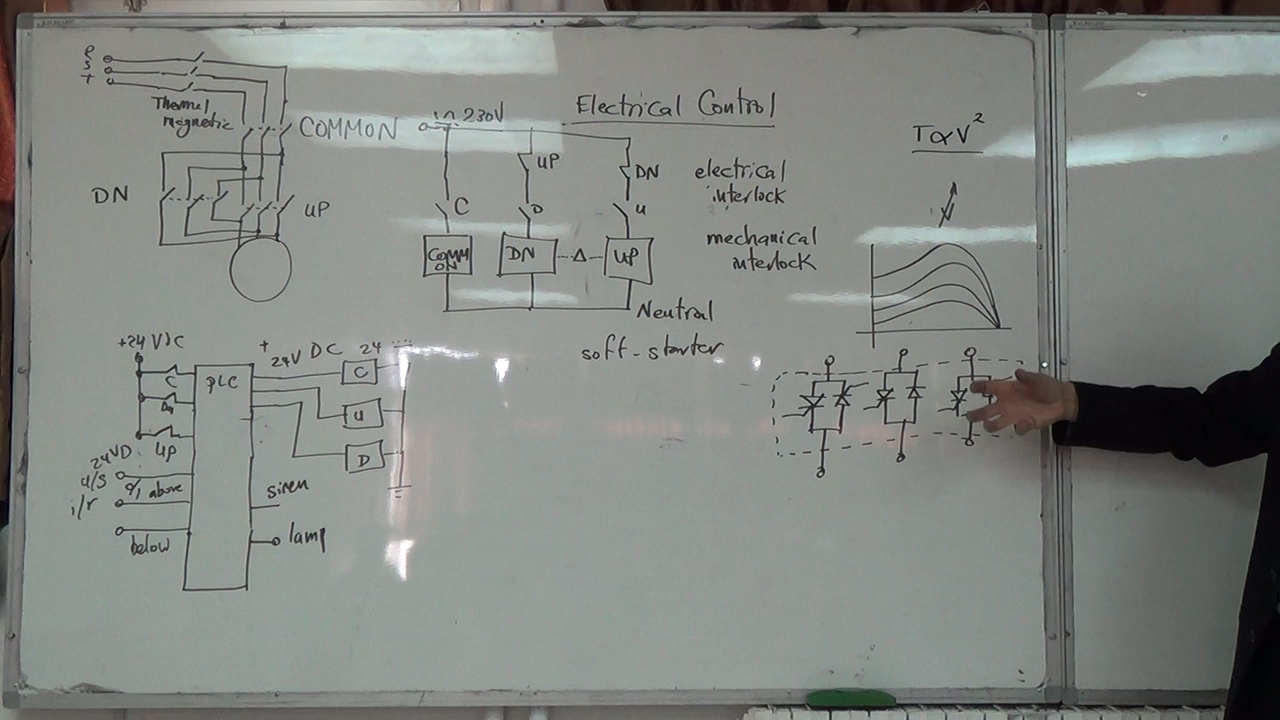 R
S
T
Thermal
magnetic
COMMON
DN
UP
Electrical Control
230V
UP
DN
C
D
U
COMM
ON
DN
Δ
UP
Neutral
electrical
interlock
mechanical
interlock
soft-starter
TαV²
+24 VDC
C
UP
PLC
+
24V DC 24
C
U
D
24VD
u/s
i/r
above
below
siren
lamp